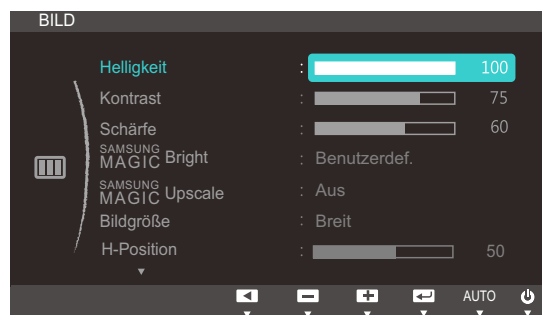 BILD
Helligkeit : 100
Kontrast : 75
Schärfe : 60
SAMSUNG MAGIC Bright : Benutzerdef.
SAMSUNG MAGIC Upscale : Aus
Bildgröße : Breit
H-Position : 50
AUTO